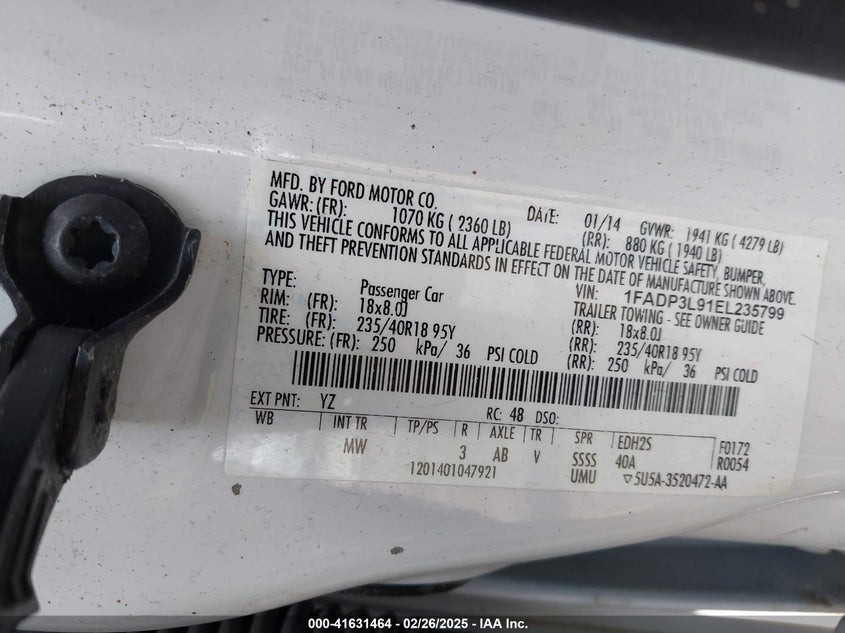 MFD. BY FORD MOTOR CO. DATE: 01/14 GVWR: 1941 KG ( 4279 LB)
GAWR: (FR): 1070 KG ( 2360 LB) (RR): 880 KG ( 1940 LB)
THIS VEHICLE CONFORMS TO ALL APPLICABLE FEDERAL MOTOR VEHICLE SAFETY, BUMPER,
AND THEFT PREVENTION STANDARDS IN EFFECT ON THE DATE OF MANUFACTURE SHOWN ABOVE.
VIN: 1FADP3L91EL235799
TYPE: Passenger Car TRAILER TOWING - SEE OWNER GUIDE
RIM: (FR): 18x8.0J (RR): 18x8.0J
TIRE: (FR): 235/40R18 95Y (RR): 235/40R18 95Y
PRESSURE: (FR): 250 kPa/ 36 PSI COLD (RR): 250 kPa/ 36 PSI COLD
EXT PNT: YZ RC: 48 DSO:
WB INT TR TP/PS R AXLE TR SPR EDH2S F0172
MW 3 AB V SSSS 40A R0054
1201401047921 UMU ▽5U5A-3520472-AA
000-41631464 - 02/26/2025 - IAA Inc.